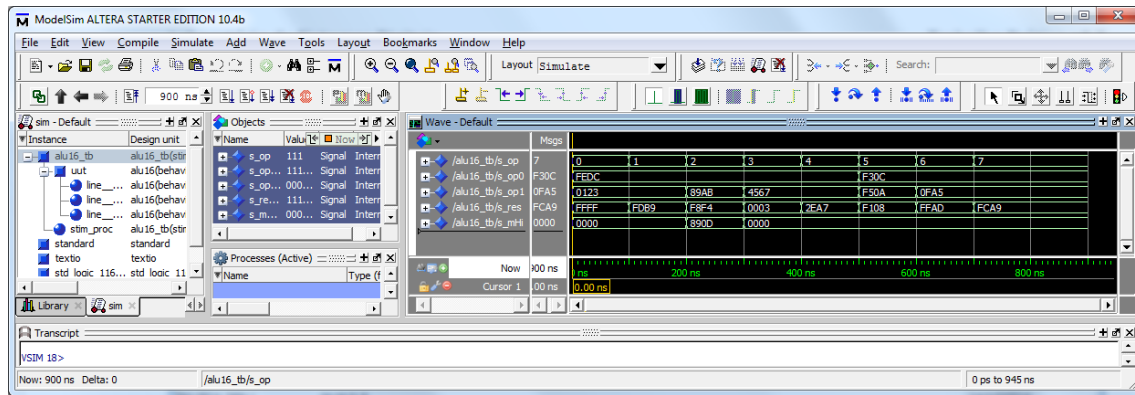 ModelSim ALTERA STARTER EDITION 10.4b
File Edit View Compile Simulate Add Wave Tools Layout Bookmarks Window Help
Layout Simulate Search:
900 ns
sim - Default Objects Wave - Default
Instance Design unit Name Value Now Msgs
alu16_tb alu16_tb(stir s_op 111 Signal Intern /alu16_tb/s_op 7 0 1 2 3 4 5 6 7
uut alu16(behav s_op... 111... Signal Intern /alu16_tb/s_op0 F30C FEDC F30C
line__... alu16(behav s_op... 000... Signal Intern /alu16_tb/s_op1 0FA5 0123 89AB 4567 F50A 0FA5
line__... alu16(behav s_re... 111... Signal Intern /alu16_tb/s_res FCA9 FFFF FDB9 F8F4 0003 2EA7 F108 FFAD FCA9
line__... alu16(behav s_m... 000... Signal Intern /alu16_tb/s_mHi 0000 0000 890D 0000
stim_proc alu16_tb(stir
standard standard Processes (Active)
textio textio Name Type (f Now 900 ns ns 200 ns 400 ns 600 ns 800 ns
std_logic_116... std_logic_11 Cursor 1 .00 ns 0.00 ns
Library sim
Transcript
VSIM 18>
Now: 900 ns Delta: 0 /alu16_tb/s_op 0 ps to 945 ns